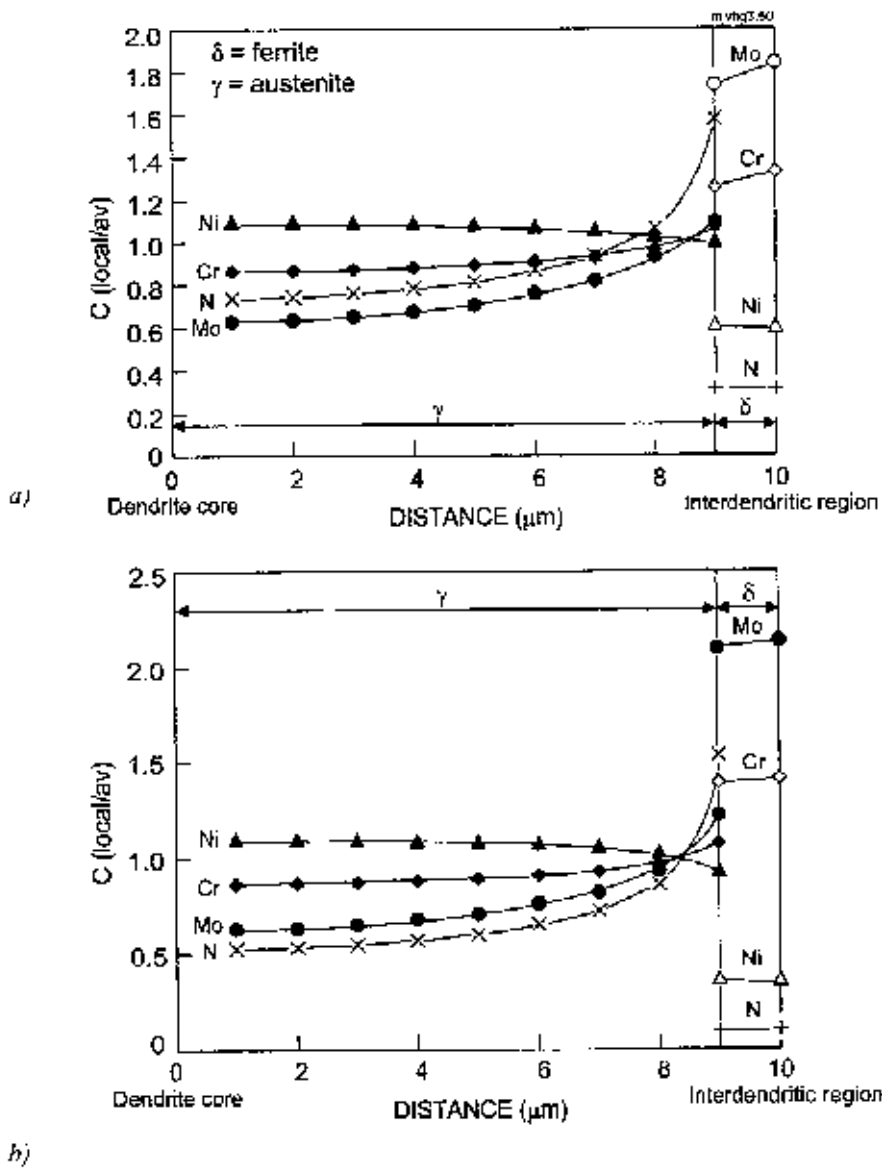 2.0
1.8
1.6
1.4
1.2
1.0
0.8
0.6
0.4
0.2
0
C (local/av)
δ = ferrite
γ = austenite
Mo
Cr
Ni
N
Ni
Cr
N
Mo
γ
δ
0 2 4 6 8 10
Dendrite core
DISTANCE (μm)
Interdendritic region
a)
2.5
2.0
1.5
1.0
0.5
0
C (local/av)
γ
δ
Mo
Cr
Ni
N
Ni
Cr
Mo
N
0 2 4 6 8 10
Dendrite core
DISTANCE (μm)
Interdendritic region
b)